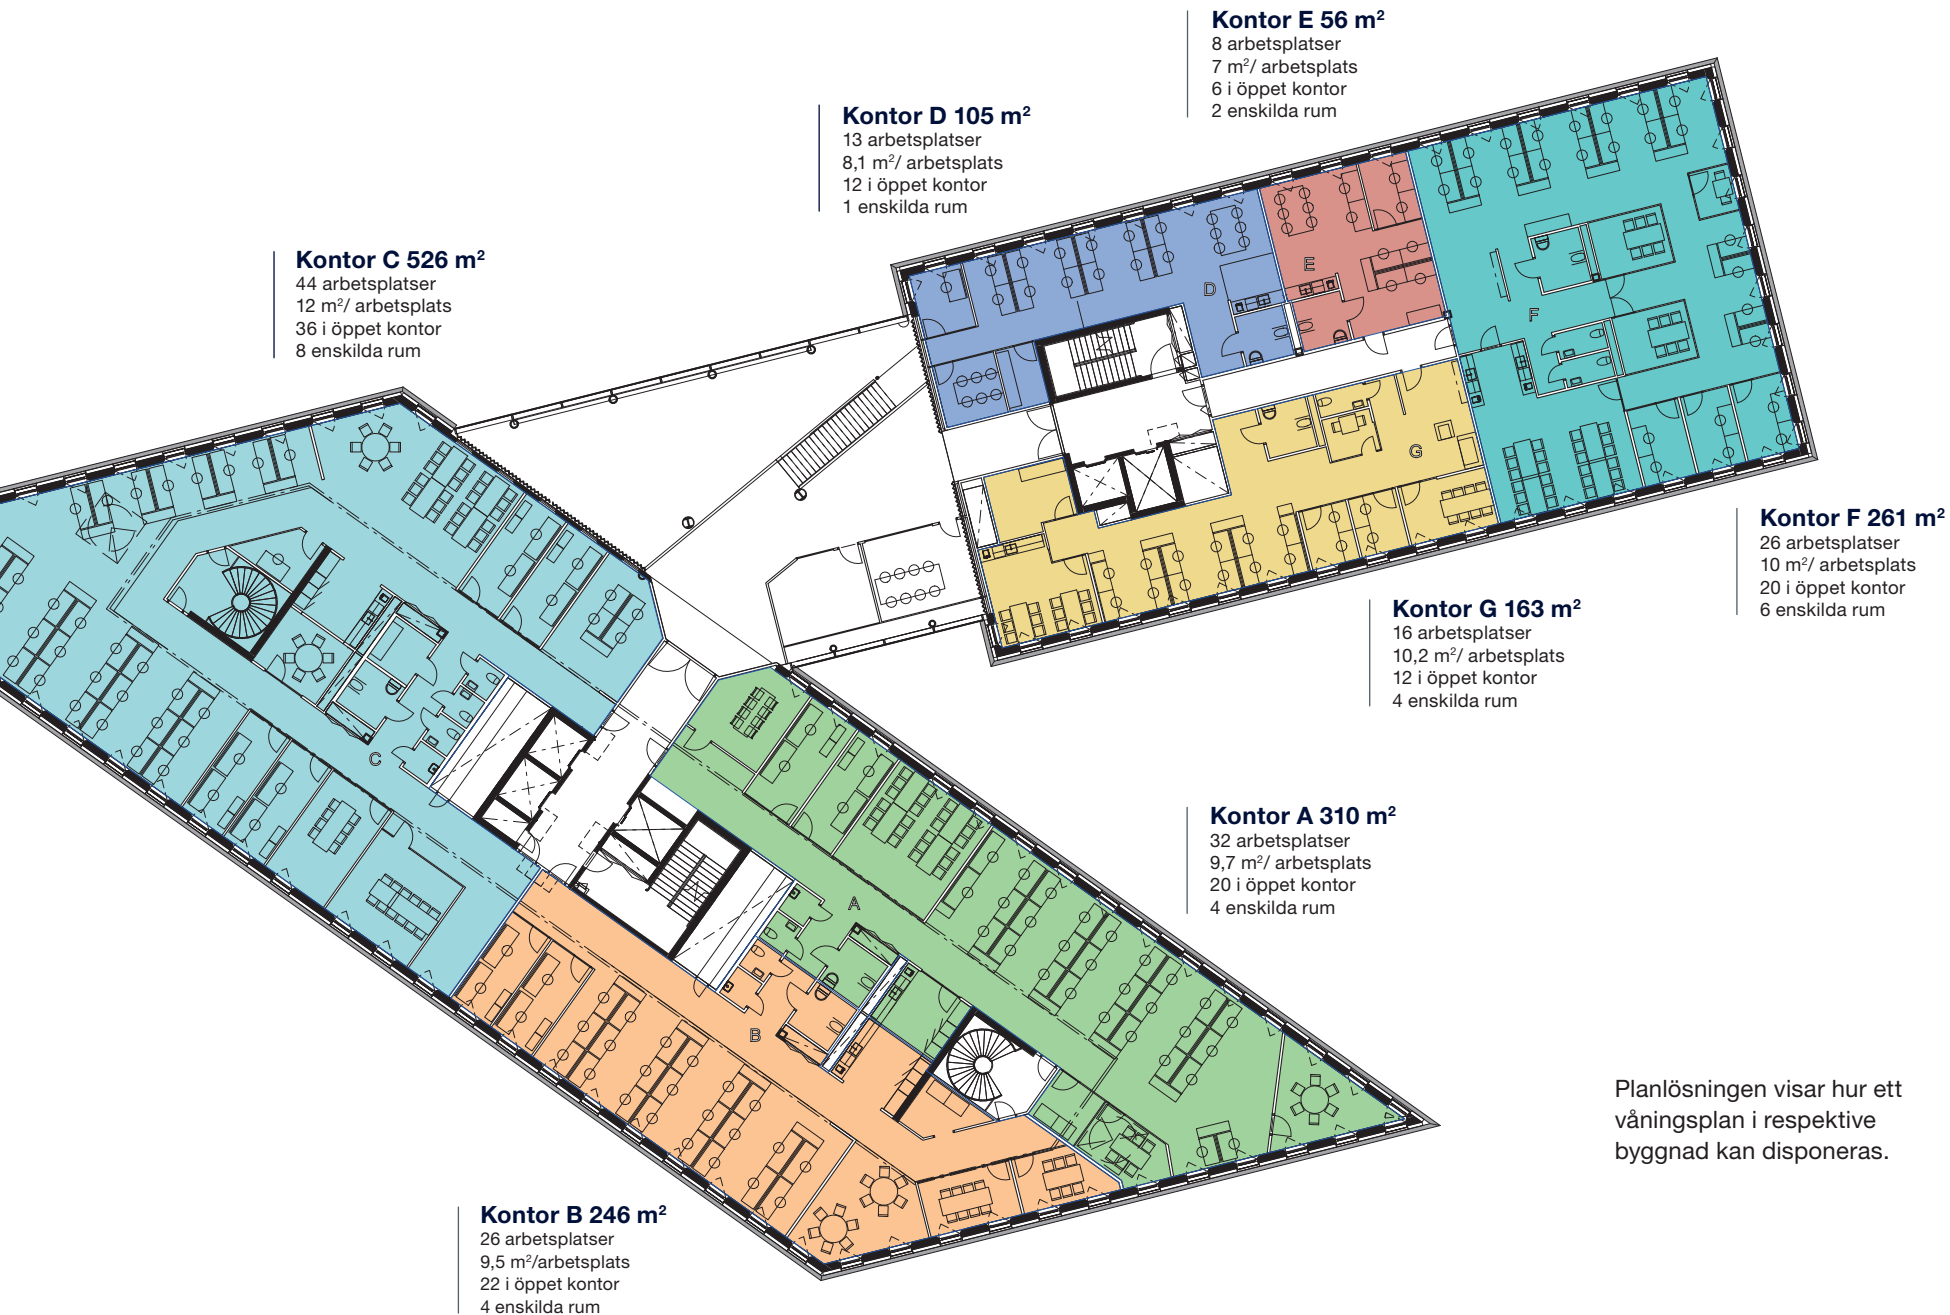 Kontor E 56 m²
8 arbetsplatser
7 m²/ arbetsplats
6 i öppet kontor
2 enskilda rum
Kontor D 105 m²
13 arbetsplatser
8,1 m²/ arbetsplats
12 i öppet kontor
1 enskilda rum
Kontor C 526 m²
44 arbetsplatser
12 m²/ arbetsplats
36 i öppet kontor
8 enskilda rum
E
D
F
G
Kontor F 261 m²
26 arbetsplatser
10 m²/ arbetsplats
20 i öppet kontor
6 enskilda rum
Kontor G 163 m²
16 arbetsplatser
10,2 m²/ arbetsplats
12 i öppet kontor
4 enskilda rum
C
Kontor A 310 m²
32 arbetsplatser
9,7 m²/ arbetsplats
20 i öppet kontor
4 enskilda rum
A
B
Planlösningen visar hur ett
våningsplan i respektive
byggnad kan disponeras.
Kontor B 246 m²
26 arbetsplatser
9,5 m²/arbetsplats
22 i öppet kontor
4 enskilda rum